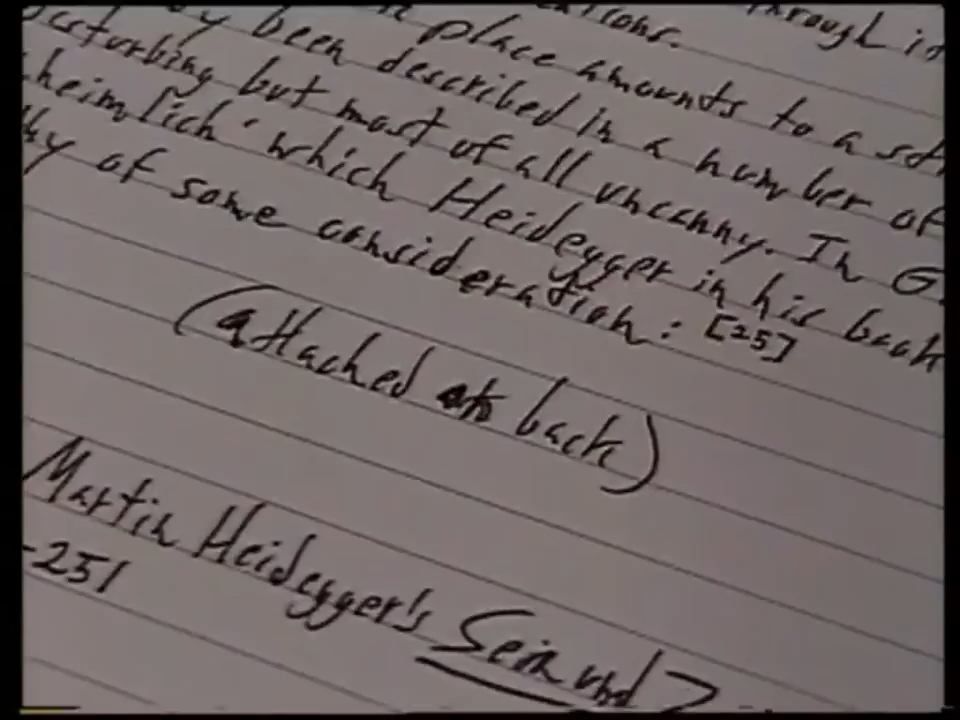 through
place amounts to a
been described in a number of
but most of all uncanny. In G
heimlich' which Heidegger in his book
of some consideration: [25]
(attached at back)
Martin Heidegger's Sein und Z
-251